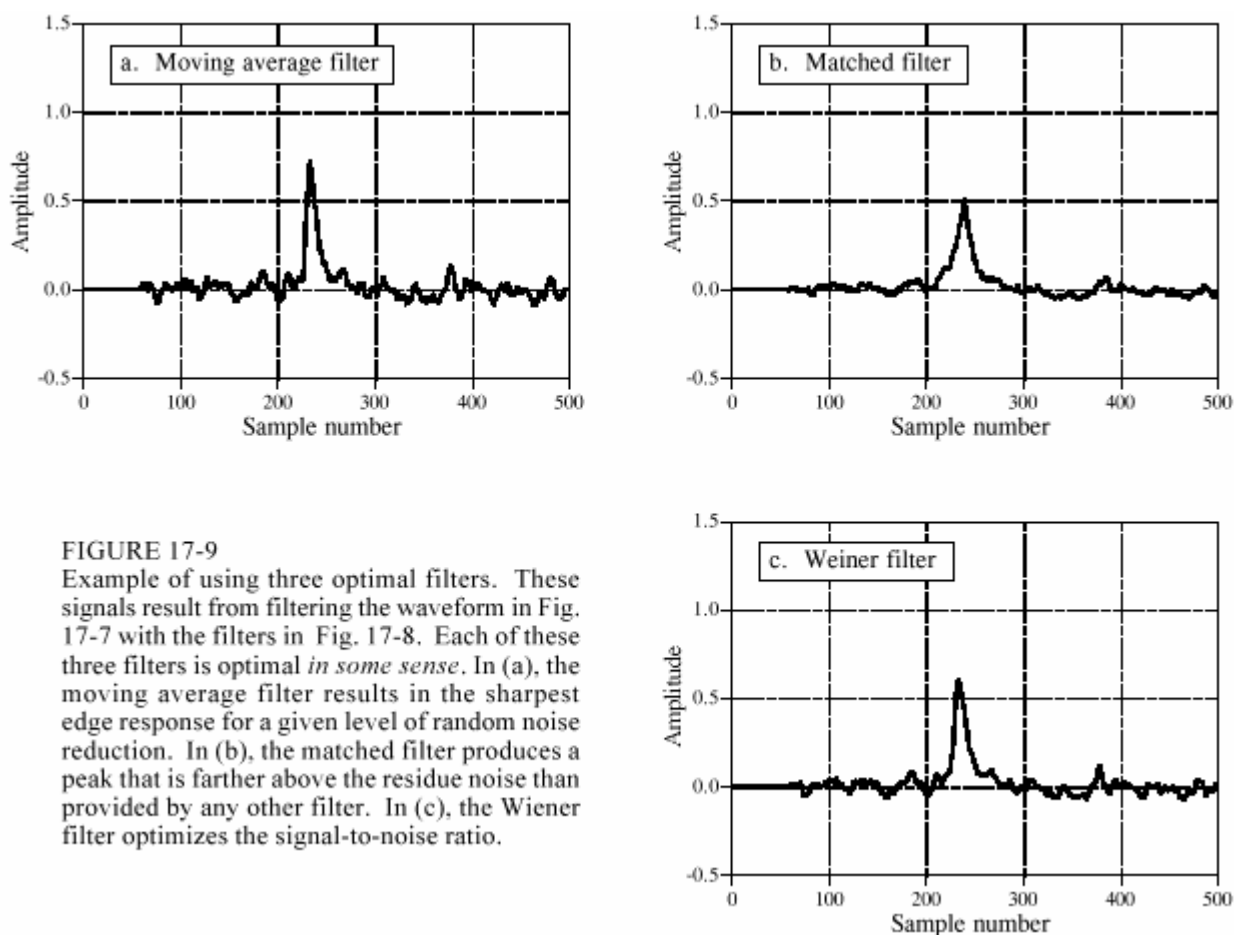 1.5
a. Moving average filter
1.0
Amplitude
0.5
0.0
-0.5
0 100 200 300 400 500
Sample number
1.5
b. Matched filter
1.0
Amplitude
0.5
0.0
-0.5
0 100 200 300 400 500
Sample number
FIGURE 17-9
Example of using three optimal filters. These
signals result from filtering the waveform in Fig.
17-7 with the filters in Fig. 17-8. Each of these
three filters is optimal in some sense. In (a), the
moving average filter results in the sharpest
edge response for a given level of random noise
reduction. In (b), the matched filter produces a
peak that is farther above the residue noise than
provided by any other filter. In (c), the Wiener
filter optimizes the signal-to-noise ratio.
1.5
c. Weiner filter
1.0
Amplitude
0.5
0.0
-0.5
0 100 200 300 400 500
Sample number